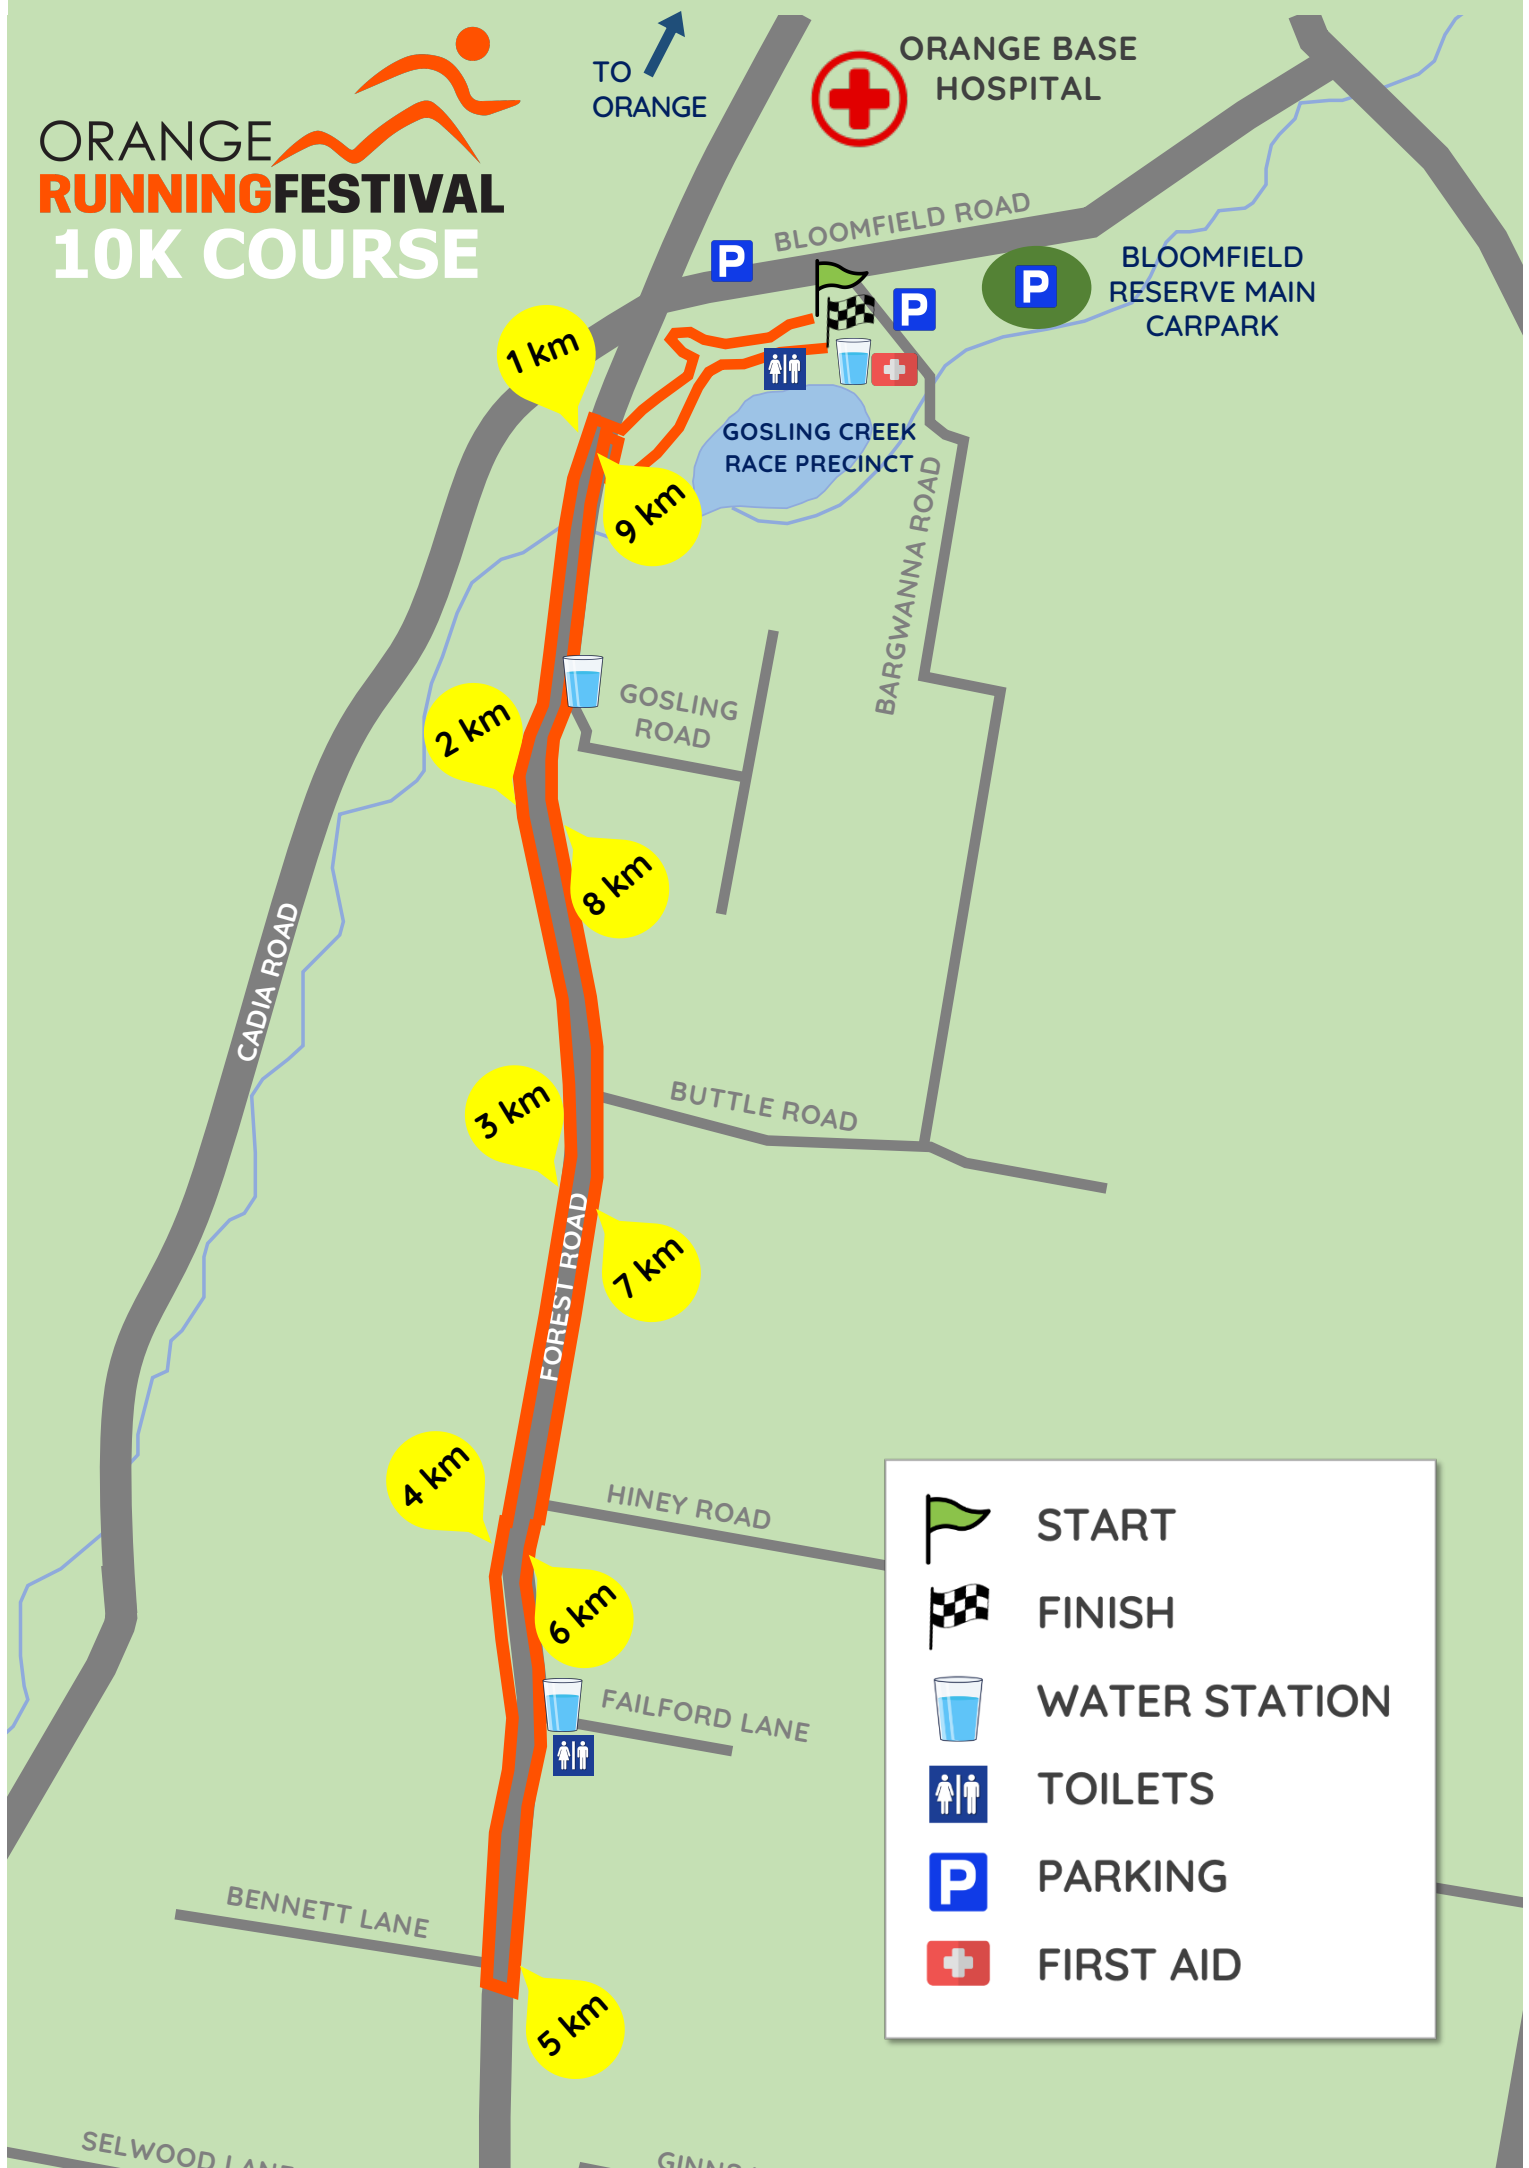 TO
ORANGE
ORANGE BASE
HOSPITAL
ORANGE
RUNNINGFESTIVAL
10K COURSE
BLOOMFIELD ROAD
P
P
P
BLOOMFIELD
RESERVE MAIN
CARPARK
1 km
GOSLING CREEK
RACE PRECINCT
9 km
BARGWANNA ROAD
GOSLING
ROAD
2 km
8 km
CADIA ROAD
3 km
BUTTLE ROAD
FOREST ROAD
7 km
4 km
HINEY ROAD
6 km
FAILFORD LANE
BENNETT LANE
5 km
START
FINISH
WATER STATION
TOILETS
P
PARKING
FIRST AID
SELWOOD LANE